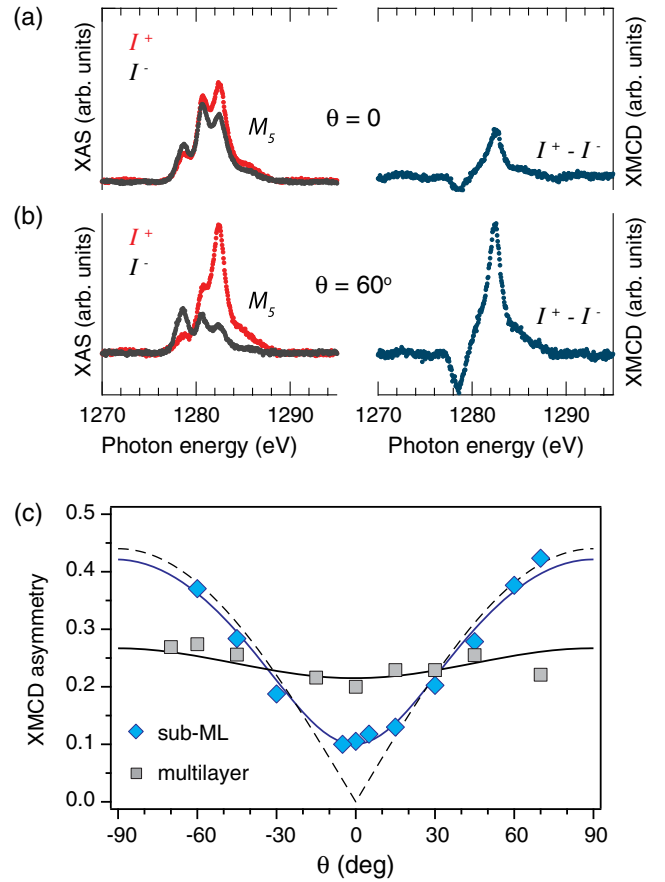 (a)
XAS (arb. units)
I +
I -
M5
θ = 0
I + - I -
XMCD (arb. units)
(b)
XAS (arb. units)
I +
I -
M5
θ = 60o
I + - I -
XMCD (arb. units)
1270 1280 1290 1270 1280 1290
Photon energy (eV) Photon energy (eV)
(c)
XMCD asymmetry
0.5
0.4
0.3
0.2
0.1
0.0
sub-ML
multilayer
-90 -60 -30 0 30 60 90
θ (deg)